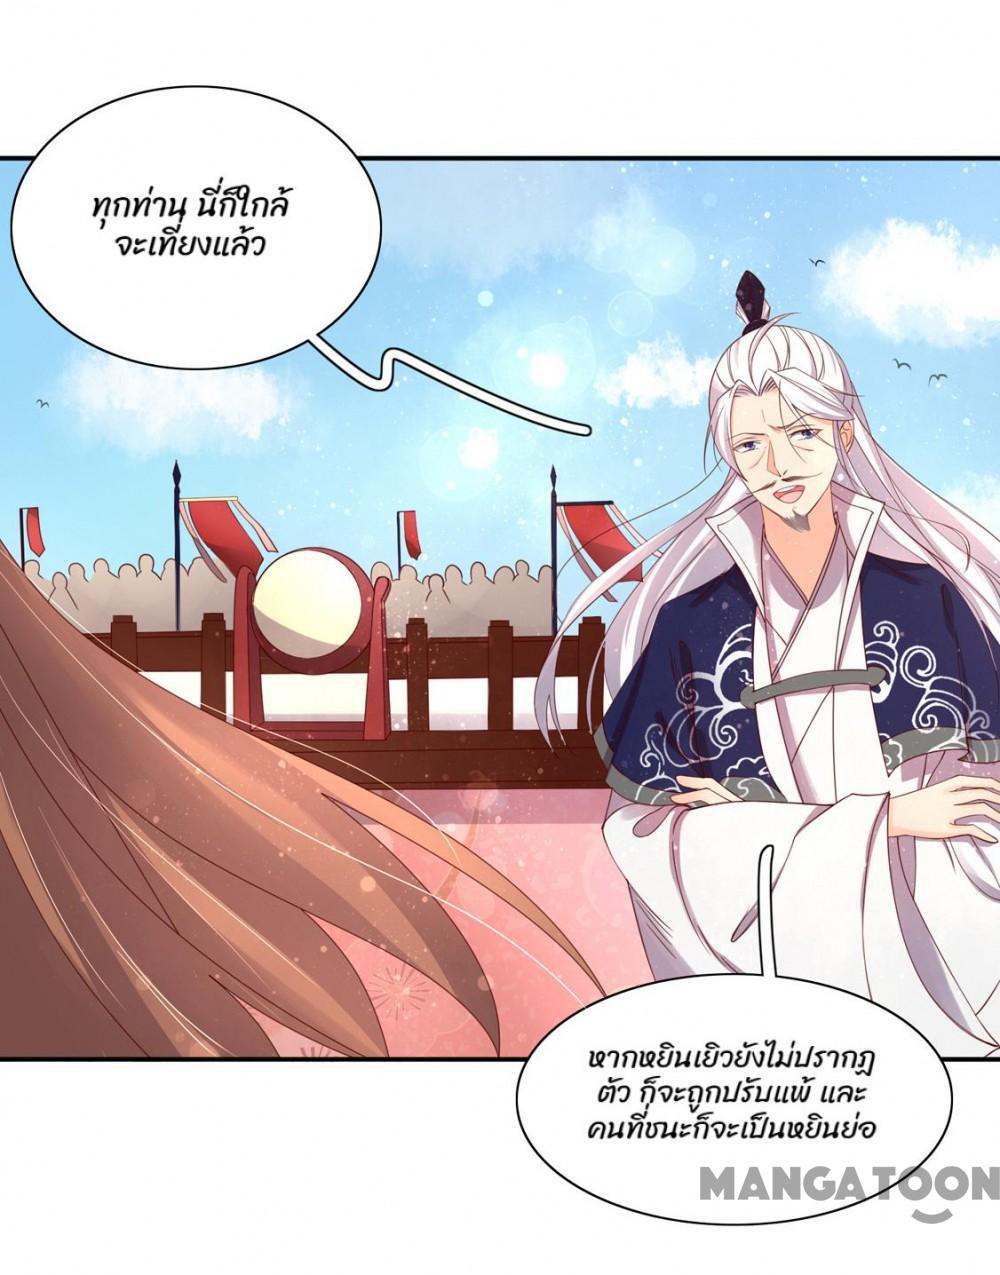 ทุกท่าน นี่ก็ใกล้
จะเที่ยงแล้ว
หากหยินเยิวยังไม่ปรากฏ
ตัว ก็จะถูกปรับแพ้ และ
คนที่ชนะก็จะเป็นหยินย่อ
MANGATOON